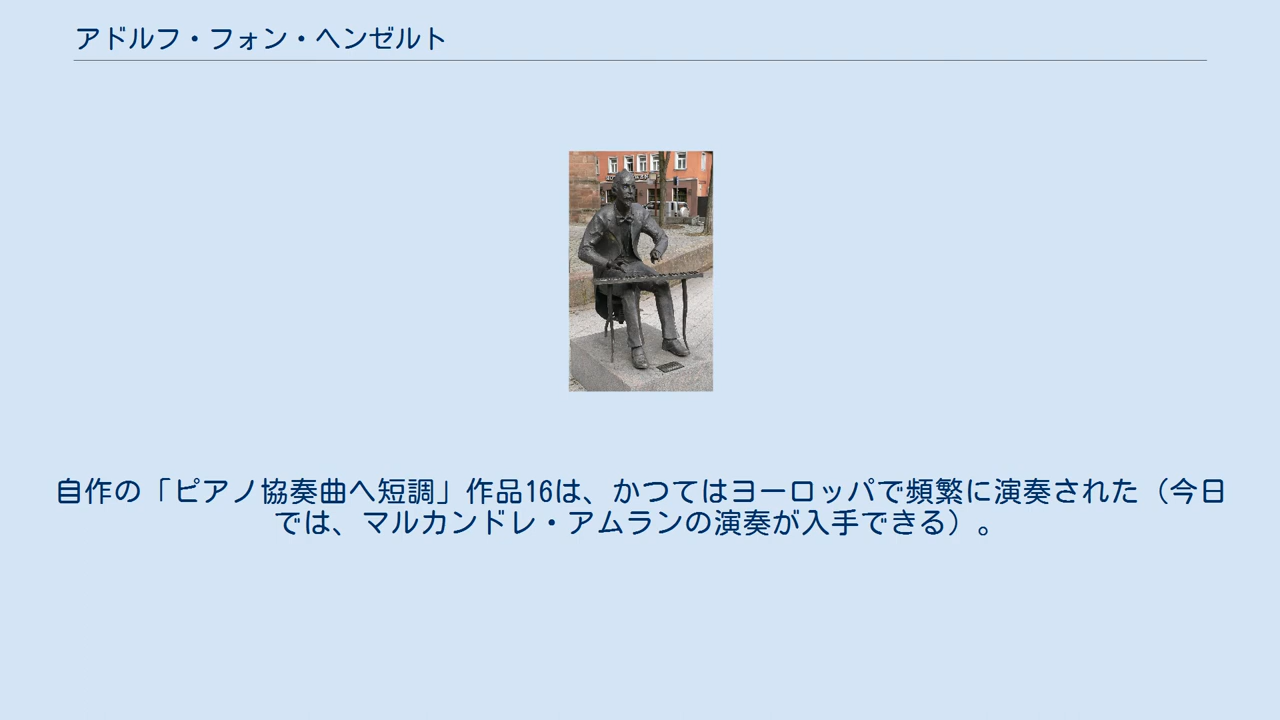 アドルフ・フォン・ヘンゼルト
自作の「ピアノ協奏曲ヘ短調」作品16は、かつてはヨーロッパで頻繁に演奏された（今日
では、マルカンドレ・アムランの演奏が入手できる）。